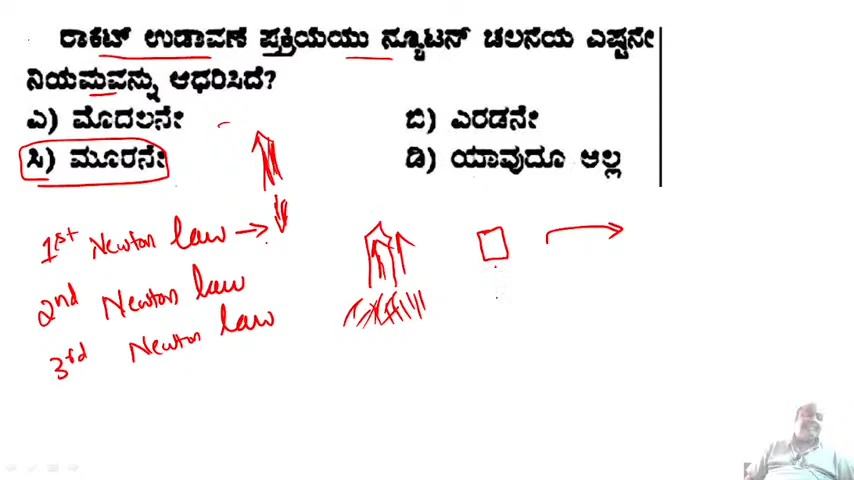 ರಾಕೆಟ್ ಉಡಾವಣೆ ಪ್ರಕ್ರಿಯೆಯು ನ್ಯೂಟನ್ ಚಲನೆಯ ಎಷ್ಟನೇ
ನಿಯಮವನ್ನು ಆಧರಿಸಿದೆ?
ಎ) ಮೊದಲನೇ ಬಿ) ಎರಡನೇ
ಸಿ) ಮೂರನೇ ಡಿ) ಯಾವುದೂ ಅಲ್ಲ
1st Newton law →
2nd Newton law
3rd Newton law